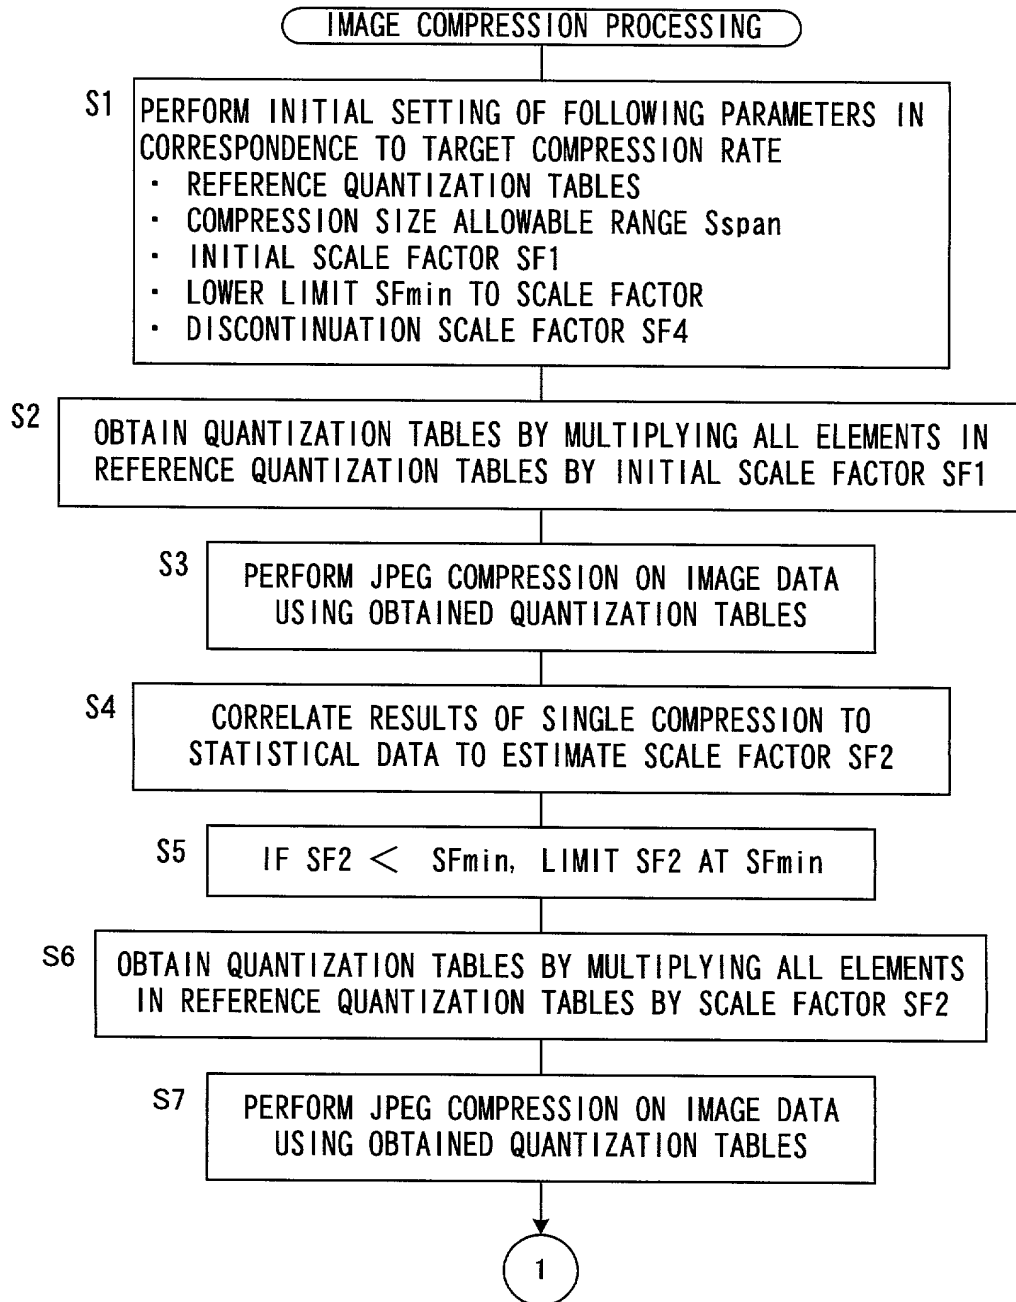 IMAGE COMPRESSION PROCESSING
S1
PERFORM INITIAL SETTING OF FOLLOWING PARAMETERS IN
CORRESPONDENCE TO TARGET COMPRESSION RATE
· REFERENCE QUANTIZATION TABLES
· COMPRESSION SIZE ALLOWABLE RANGE Sspan
· INITIAL SCALE FACTOR SF1
· LOWER LIMIT SFmin TO SCALE FACTOR
· DISCONTINUATION SCALE FACTOR SF4
S2
OBTAIN QUANTIZATION TABLES BY MULTIPLYING ALL ELEMENTS IN
REFERENCE QUANTIZATION TABLES BY INITIAL SCALE FACTOR SF1
S3
PERFORM JPEG COMPRESSION ON IMAGE DATA
USING OBTAINED QUANTIZATION TABLES
S4
CORRELATE RESULTS OF SINGLE COMPRESSION TO
STATISTICAL DATA TO ESTIMATE SCALE FACTOR SF2
S5
IF SF2 < SFmin, LIMIT SF2 AT SFmin
S6
OBTAIN QUANTIZATION TABLES BY MULTIPLYING ALL ELEMENTS
IN REFERENCE QUANTIZATION TABLES BY SCALE FACTOR SF2
S7
PERFORM JPEG COMPRESSION ON IMAGE DATA
USING OBTAINED QUANTIZATION TABLES
1